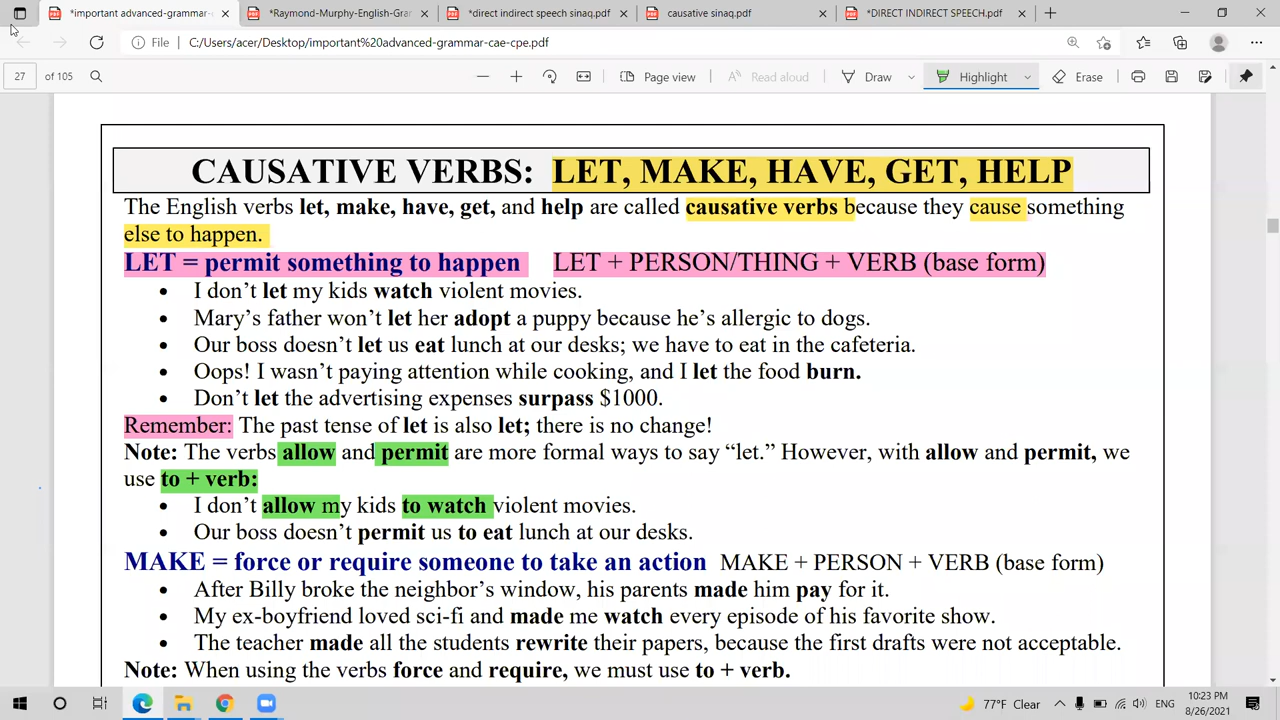 *important advanced-grammar-
*Raymond-Murphy-English-Gra
*direct indirect speech sinaq.pdf
causative sinaq.pdf
*DIRECT INDIRECT SPEECH.pdf
File C:/Users/acer/Desktop/important%20advanced-grammar-cae-cpe.pdf
27 of 105 Page view Read aloud Draw Highlight Erase
CAUSATIVE VERBS: LET, MAKE, HAVE, GET, HELP
The English verbs let, make, have, get, and help are called causative verbs because they cause something
else to happen.
LET = permit something to happen LET + PERSON/THING + VERB (base form)
• I don’t let my kids watch violent movies.
• Mary’s father won’t let her adopt a puppy because he’s allergic to dogs.
• Our boss doesn’t let us eat lunch at our desks; we have to eat in the cafeteria.
• Oops! I wasn’t paying attention while cooking, and I let the food burn.
• Don’t let the advertising expenses surpass $1000.
Remember: The past tense of let is also let; there is no change!
Note: The verbs allow and permit are more formal ways to say “let.” However, with allow and permit, we
use to + verb:
• I don’t allow my kids to watch violent movies.
• Our boss doesn’t permit us to eat lunch at our desks.
MAKE = force or require someone to take an action MAKE + PERSON + VERB (base form)
• After Billy broke the neighbor’s window, his parents made him pay for it.
• My ex-boyfriend loved sci-fi and made me watch every episode of his favorite show.
• The teacher made all the students rewrite their papers, because the first drafts were not acceptable.
Note: When using the verbs force and require, we must use to + verb.
77°F Clear ENG 10:23 PM
8/26/2021